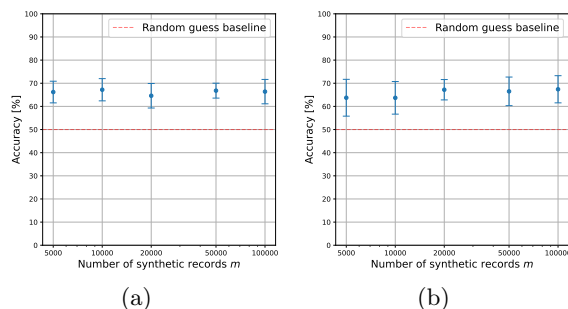 100
90
80
70
60
50
40
30
20
10
0
Accuracy [%]
Random guess baseline
5000 10000 20000 50000 100000
Number of synthetic records m
(a)
100
90
80
70
60
50
40
30
20
10
0
Accuracy [%]
Random guess baseline
5000 10000 20000 50000 100000
Number of synthetic records m
(b)